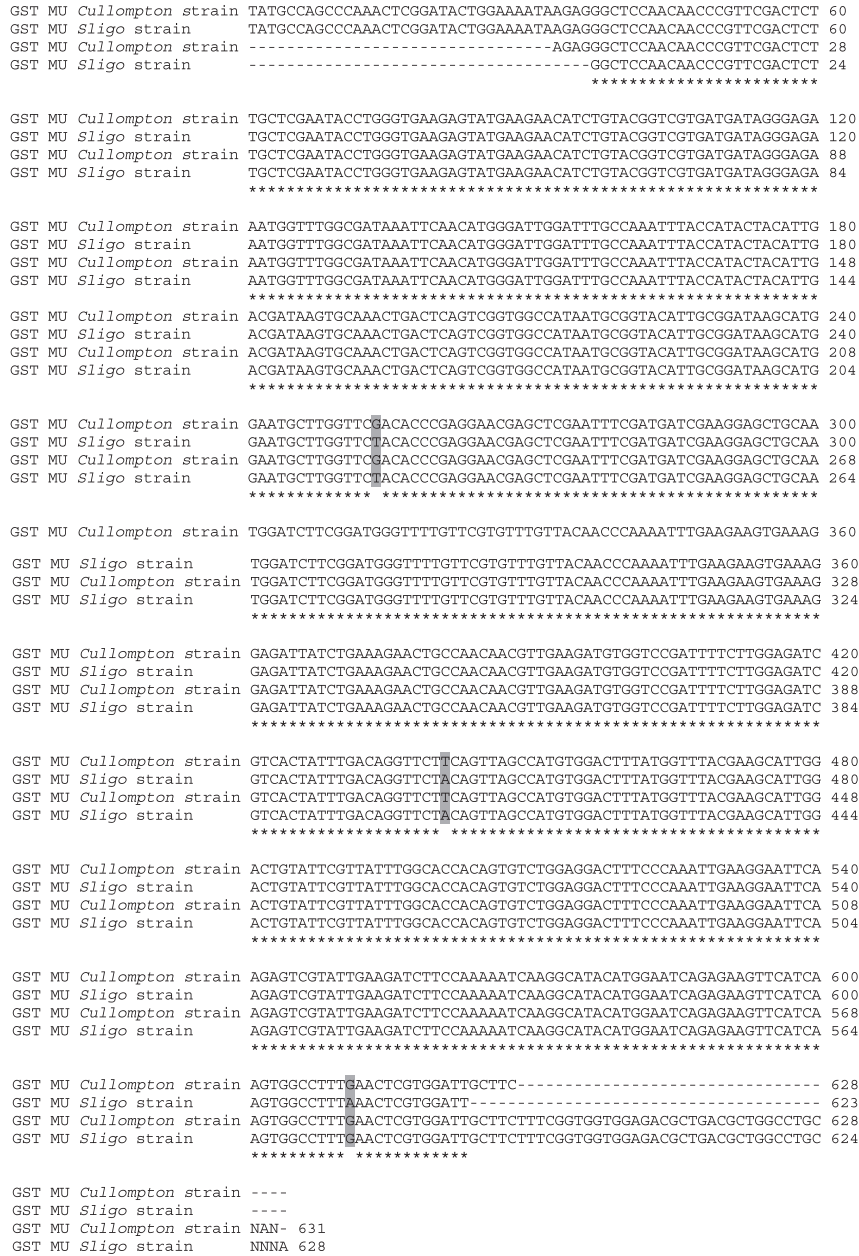 GST MU Cullompton strain TATGCCAGCCCAAACTCGGATACTGGAAAATAAGAGGGCTCCAACAACCCGTTCGACTCT 60
GST MU Sligo strain TATGCCAGCCCAAACTCGGATACTGGAAAATAAGAGGGCTCCAACAACCCGTTCGACTCT 60
GST MU Cullompton strain --------------------------------AGAGGGCTCCAACAACCCGTTCGACTCT 28
GST MU Sligo strain ------------------------------------GGCTCCAACAACCCGTTCGACTCT 24
************************
GST MU Cullompton strain TGCTCGAATACCTGGGTGAAGAGTATGAAGAACATCTGTACGGTCGTGATGATAGGGAGA 120
GST MU Sligo strain TGCTCGAATACCTGGGTGAAGAGTATGAAGAACATCTGTACGGTCGTGATGATAGGGAGA 120
GST MU Cullompton strain TGCTCGAATACCTGGGTGAAGAGTATGAAGAACATCTGTACGGTCGTGATGATAGGGAGA 88
GST MU Sligo strain TGCTCGAATACCTGGGTGAAGAGTATGAAGAACATCTGTACGGTCGTGATGATAGGGAGA 84
************************************************************
GST MU Cullompton strain AATGGTTTGGCGATAAATTCAACATGGGATTGGATTTGCCAAATTTACCATACTACATTG 180
GST MU Sligo strain AATGGTTTGGCGATAAATTCAACATGGGATTGGATTTGCCAAATTTACCATACTACATTG 180
GST MU Cullompton strain AATGGTTTGGCGATAAATTCAACATGGGATTGGATTTGCCAAATTTACCATACTACATTG 148
GST MU Sligo strain AATGGTTTGGCGATAAATTCAACATGGGATTGGATTTGCCAAATTTACCATACTACATTG 144
************************************************************
GST MU Cullompton strain ACGATAAGTGCAAACTGACTCAGTCGGTGGCCATAATGCGGTACATTGCGGATAAGCATG 240
GST MU Sligo strain ACGATAAGTGCAAACTGACTCAGTCGGTGGCCATAATGCGGTACATTGCGGATAAGCATG 240
GST MU Cullompton strain ACGATAAGTGCAAACTGACTCAGTCGGTGGCCATAATGCGGTACATTGCGGATAAGCATG 208
GST MU Sligo strain ACGATAAGTGCAAACTGACTCAGTCGGTGGCCATAATGCGGTACATTGCGGATAAGCATG 204
************************************************************
GST MU Cullompton strain GAATGCTTGGTTCGACACCCGAGGAACGAGCTCGAATTTCGATGATCGAAGGAGCTGCAA 300
GST MU Sligo strain GAATGCTTGGTTCTACACCCGAGGAACGAGCTCGAATTTCGATGATCGAAGGAGCTGCAA 300
GST MU Cullompton strain GAATGCTTGGTTCGACACCCGAGGAACGAGCTCGAATTTCGATGATCGAAGGAGCTGCAA 268
GST MU Sligo strain GAATGCTTGGTTCTACACCCGAGGAACGAGCTCGAATTTCGATGATCGAAGGAGCTGCAA 264
************* **********************************************
GST MU Cullompton strain TGGATCTTCGGATGGGTTTTGTTCGTGTTTGTTACAACCCAAAATTTGAAGAAGTGAAAG 360
GST MU Sligo strain TGGATCTTCGGATGGGTTTTGTTCGTGTTTGTTACAACCCAAAATTTGAAGAAGTGAAAG 360
GST MU Cullompton strain TGGATCTTCGGATGGGTTTTGTTCGTGTTTGTTACAACCCAAAATTTGAAGAAGTGAAAG 328
GST MU Sligo strain TGGATCTTCGGATGGGTTTTGTTCGTGTTTGTTACAACCCAAAATTTGAAGAAGTGAAAG 324
************************************************************
GST MU Cullompton strain GAGATTATCTGAAAGAACTGCCAACAACGTTGAAGATGTGGTCCGATTTTCTTGGAGATC 420
GST MU Sligo strain GAGATTATCTGAAAGAACTGCCAACAACGTTGAAGATGTGGTCCGATTTTCTTGGAGATC 420
GST MU Cullompton strain GAGATTATCTGAAAGAACTGCCAACAACGTTGAAGATGTGGTCCGATTTTCTTGGAGATC 388
GST MU Sligo strain GAGATTATCTGAAAGAACTGCCAACAACGTTGAAGATGTGGTCCGATTTTCTTGGAGATC 384
************************************************************
GST MU Cullompton strain GTCACTATTTGACAGGTTCTTCAGTTAGCCATGTGGACTTTATGGTTTACGAAGCATTGG 480
GST MU Sligo strain GTCACTATTTGACAGGTTCTACAGTTAGCCATGTGGACTTTATGGTTTACGAAGCATTGG 480
GST MU Cullompton strain GTCACTATTTGACAGGTTCTTCAGTTAGCCATGTGGACTTTATGGTTTACGAAGCATTGG 448
GST MU Sligo strain GTCACTATTTGACAGGTTCTACAGTTAGCCATGTGGACTTTATGGTTTACGAAGCATTGG 444
******************** ***************************************
GST MU Cullompton strain ACTGTATTCGTTATTTGGCACCACAGTGTCTGGAGGACTTTCCCAAATTGAAGGAATTCA 540
GST MU Sligo strain ACTGTATTCGTTATTTGGCACCACAGTGTCTGGAGGACTTTCCCAAATTGAAGGAATTCA 540
GST MU Cullompton strain ACTGTATTCGTTATTTGGCACCACAGTGTCTGGAGGACTTTCCCAAATTGAAGGAATTCA 508
GST MU Sligo strain ACTGTATTCGTTATTTGGCACCACAGTGTCTGGAGGACTTTCCCAAATTGAAGGAATTCA 504
************************************************************
GST MU Cullompton strain AGAGTCGTATTGAAGATCTTCCAAAAATCAAGGCATACATGGAATCAGAGAAGTTCATCA 600
GST MU Sligo strain AGAGTCGTATTGAAGATCTTCCAAAAATCAAGGCATACATGGAATCAGAGAAGTTCATCA 600
GST MU Cullompton strain AGAGTCGTATTGAAGATCTTCCAAAAATCAAGGCATACATGGAATCAGAGAAGTTCATCA 568
GST MU Sligo strain AGAGTCGTATTGAAGATCTTCCAAAAATCAAGGCATACATGGAATCAGAGAAGTTCATCA 564
************************************************************
GST MU Cullompton strain AGTGGCCTTTGAACTCGTGGATTGCTTC-------------------------------- 628
GST MU Sligo strain AGTGGCCTTTAAACTCGTGGATT------------------------------------- 623
GST MU Cullompton strain AGTGGCCTTTGAACTCGTGGATTGCTTCTTTCGGTGGTGGAGACGCTGACGCTGGCCTGC 628
GST MU Sligo strain AGTGGCCTTTGAACTCGTGGATTGCTTCTTTCGGTGGTGGAGACGCTGACGCTGGCCTGC 624
********** ************
GST MU Cullompton strain ----
GST MU Sligo strain ----
GST MU Cullompton strain NAN- 631
GST MU Sligo strain NNNA 628